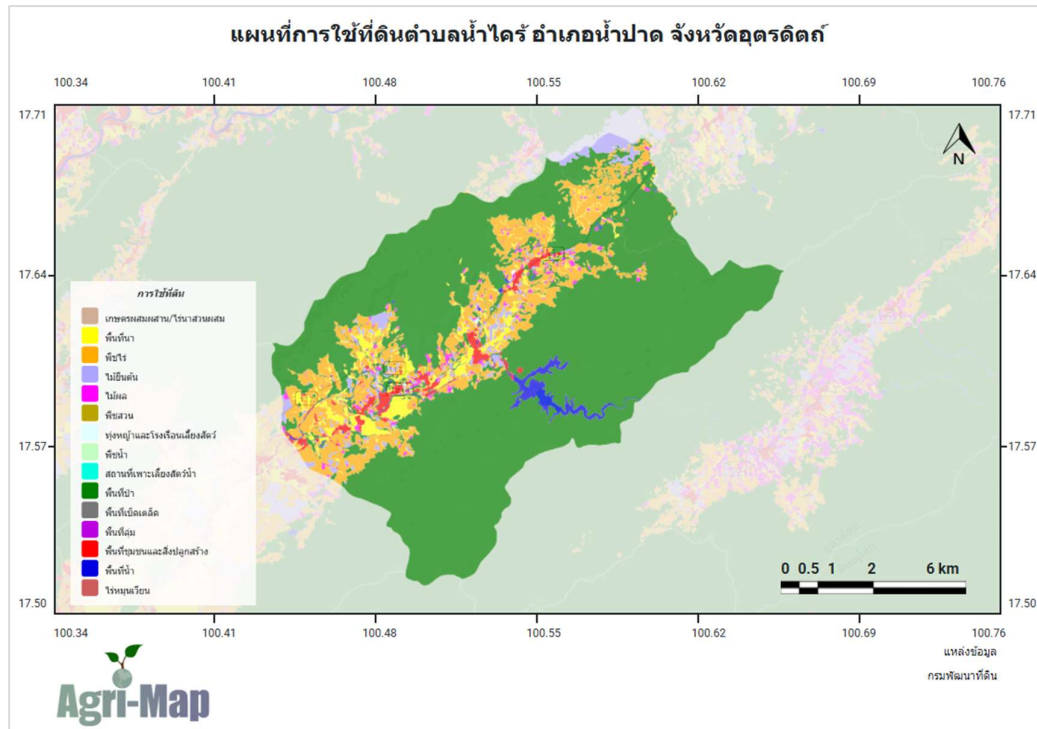 แผนที่การใช้ที่ดินตำบลน้ำไคร้ อำเภอน้ำปาด จังหวัดอุตรดิตถ์
100.34 100.41 100.48 100.55 100.62 100.69 100.76
17.71 17.71
N
17.64 17.64
การใช้ที่ดิน
เกษตรผสมผสาน/ไร่นาสวนผสม
พื้นที่นา
พืชไร่
ไม้ยืนต้น
ไม้ผล
พืชสวน
ทุ่งหญ้าและโรงเรือนเลี้ยงสัตว์
พืชน้ำ
สถานที่เพาะเลี้ยงสัตว์น้ำ
พื้นที่ป่า
พื้นที่เบ็ดเตล็ด
พื้นที่ลุ่ม
พื้นที่ชุมชนและสิ่งปลูกสร้าง
พื้นที่น้ำ
ไร่หมุนเวียน
17.57 17.57
0 0.5 1 2 6 km
17.50 17.50
100.34 100.41 100.48 100.55 100.62 100.69 100.76
แหล่งข้อมูล
กรมพัฒนาที่ดิน
Agri-Map